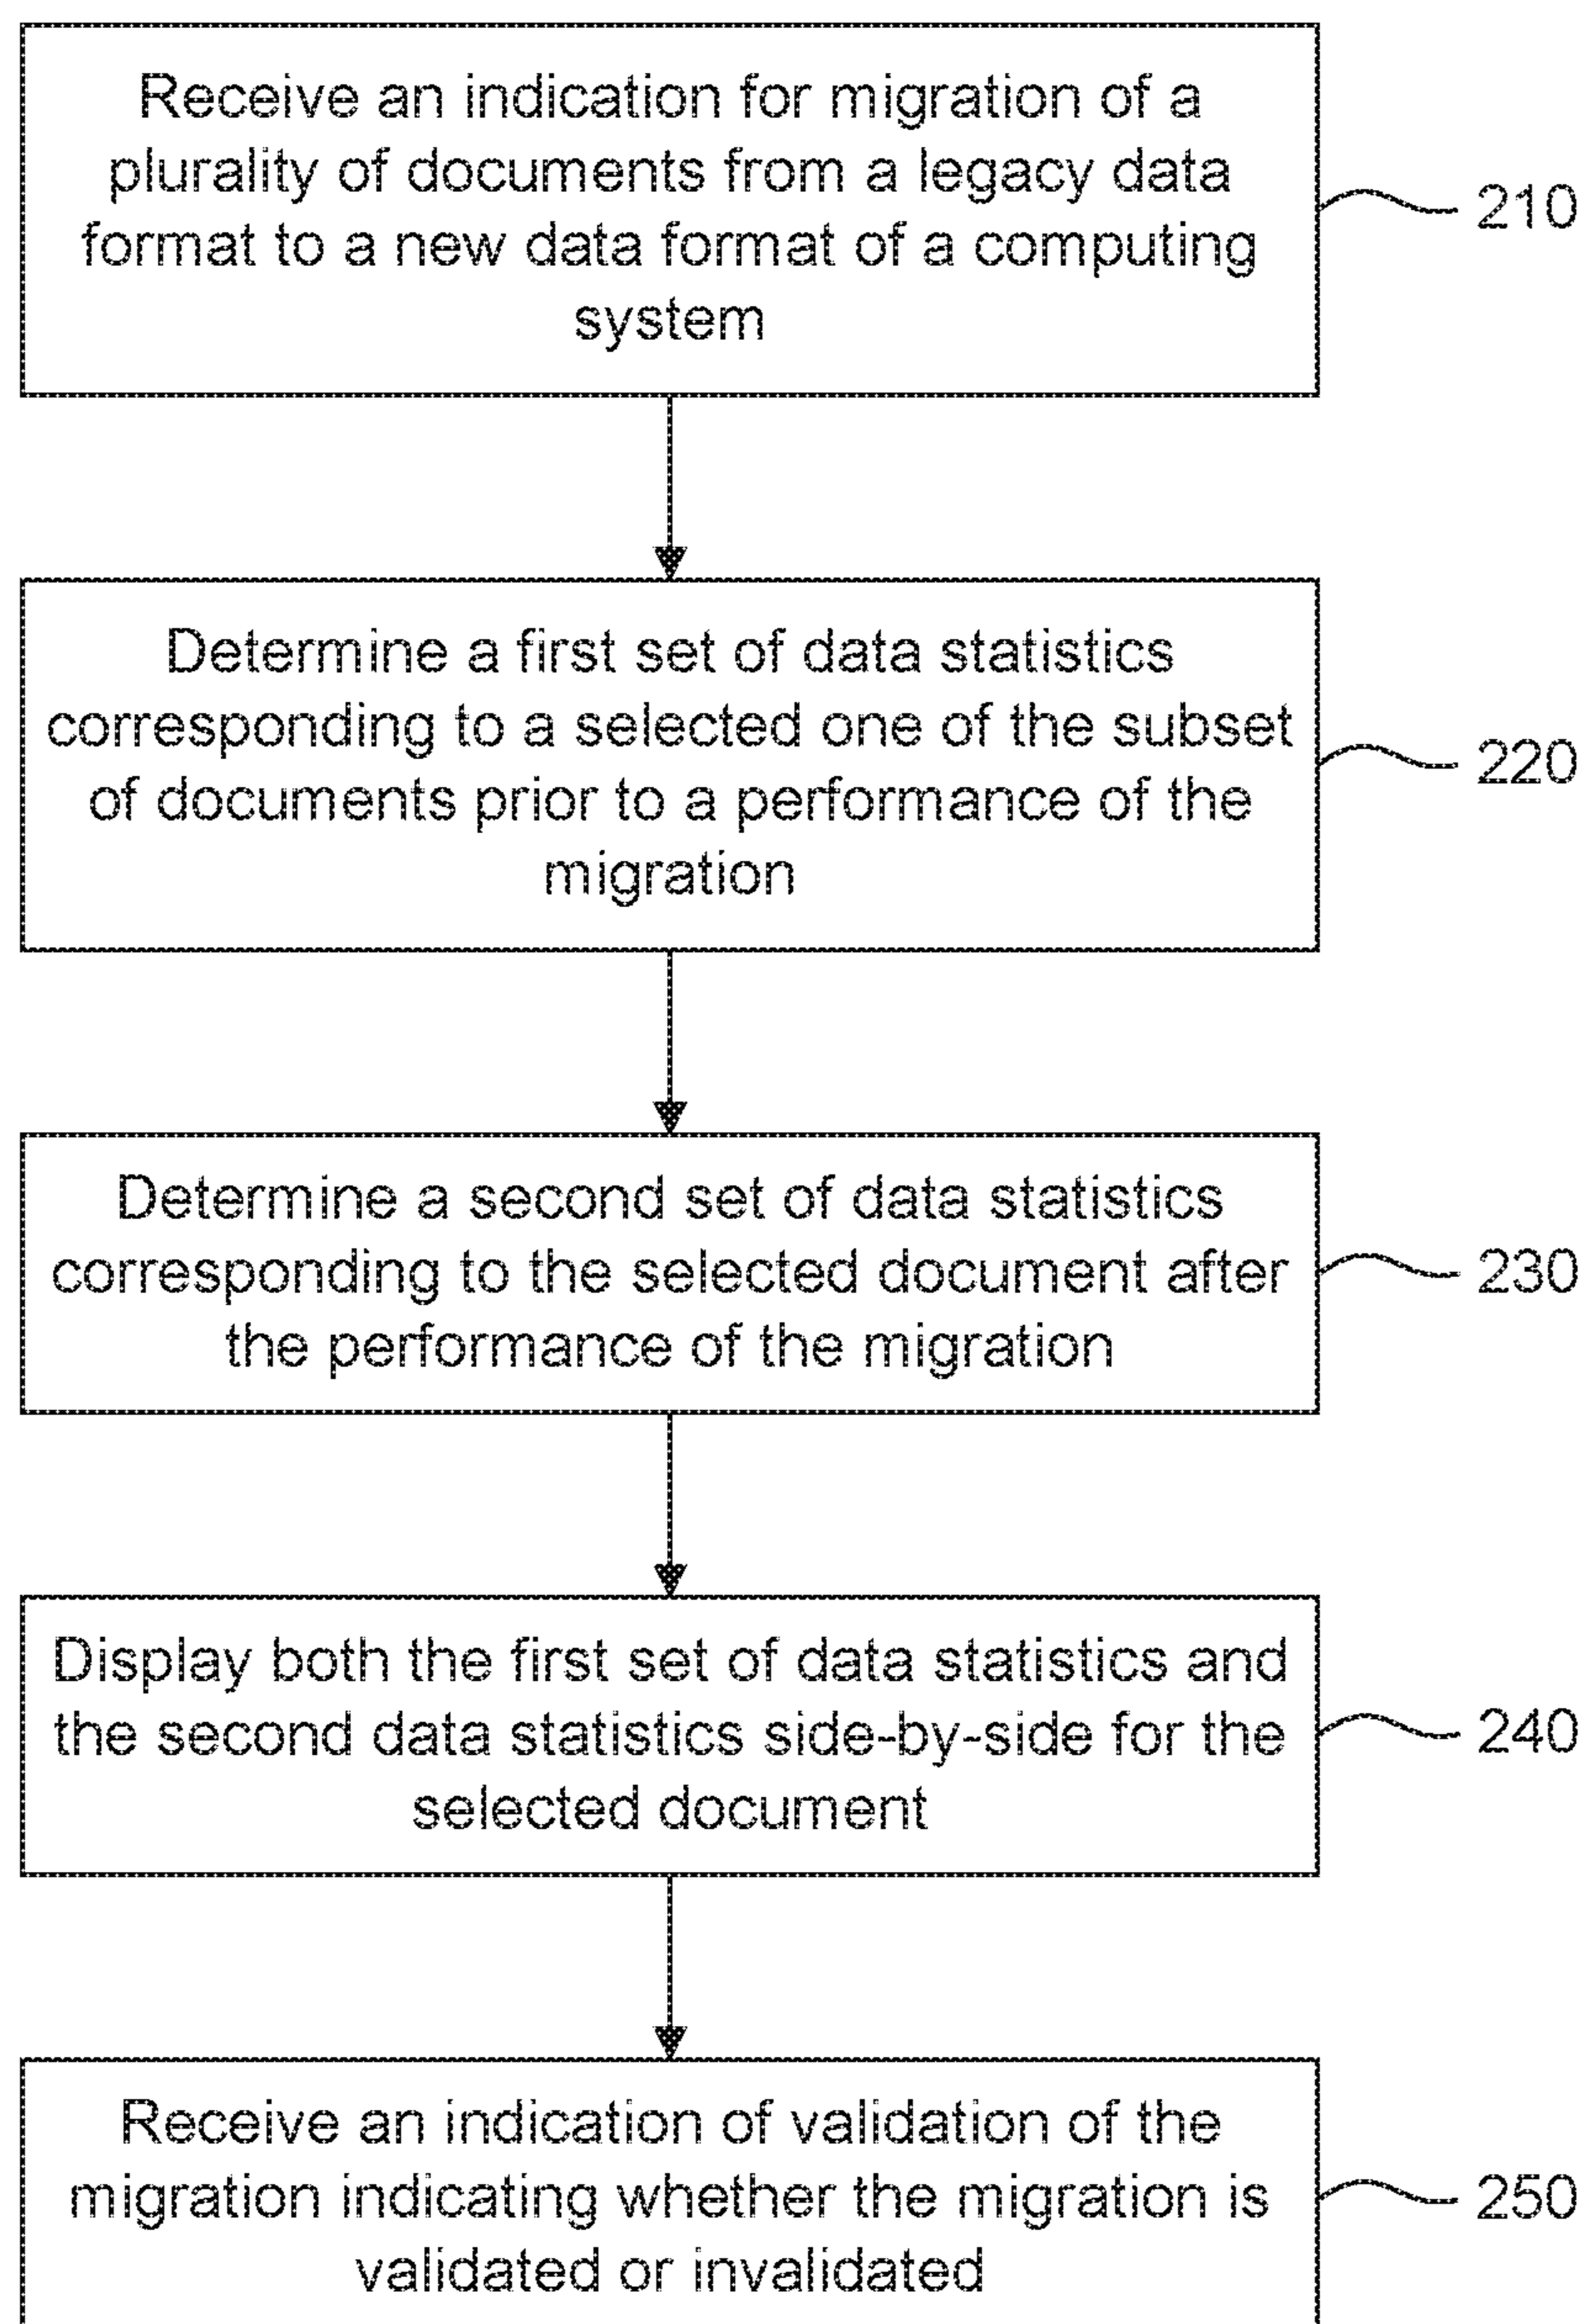 Receive an indication for migration of a
plurality of documents from a legacy data
format to a new data format of a computing
system
210
Determine a first set of data statistics
corresponding to a selected one of the subset
of documents prior to a performance of the
migration
220
Determine a second set of data statistics
corresponding to the selected document after
the performance of the migration
230
Display both the first set of data statistics and
the second data statistics side-by-side for the
selected document
240
Receive an indication of validation of the
migration indicating whether the migration is
validated or invalidated
250